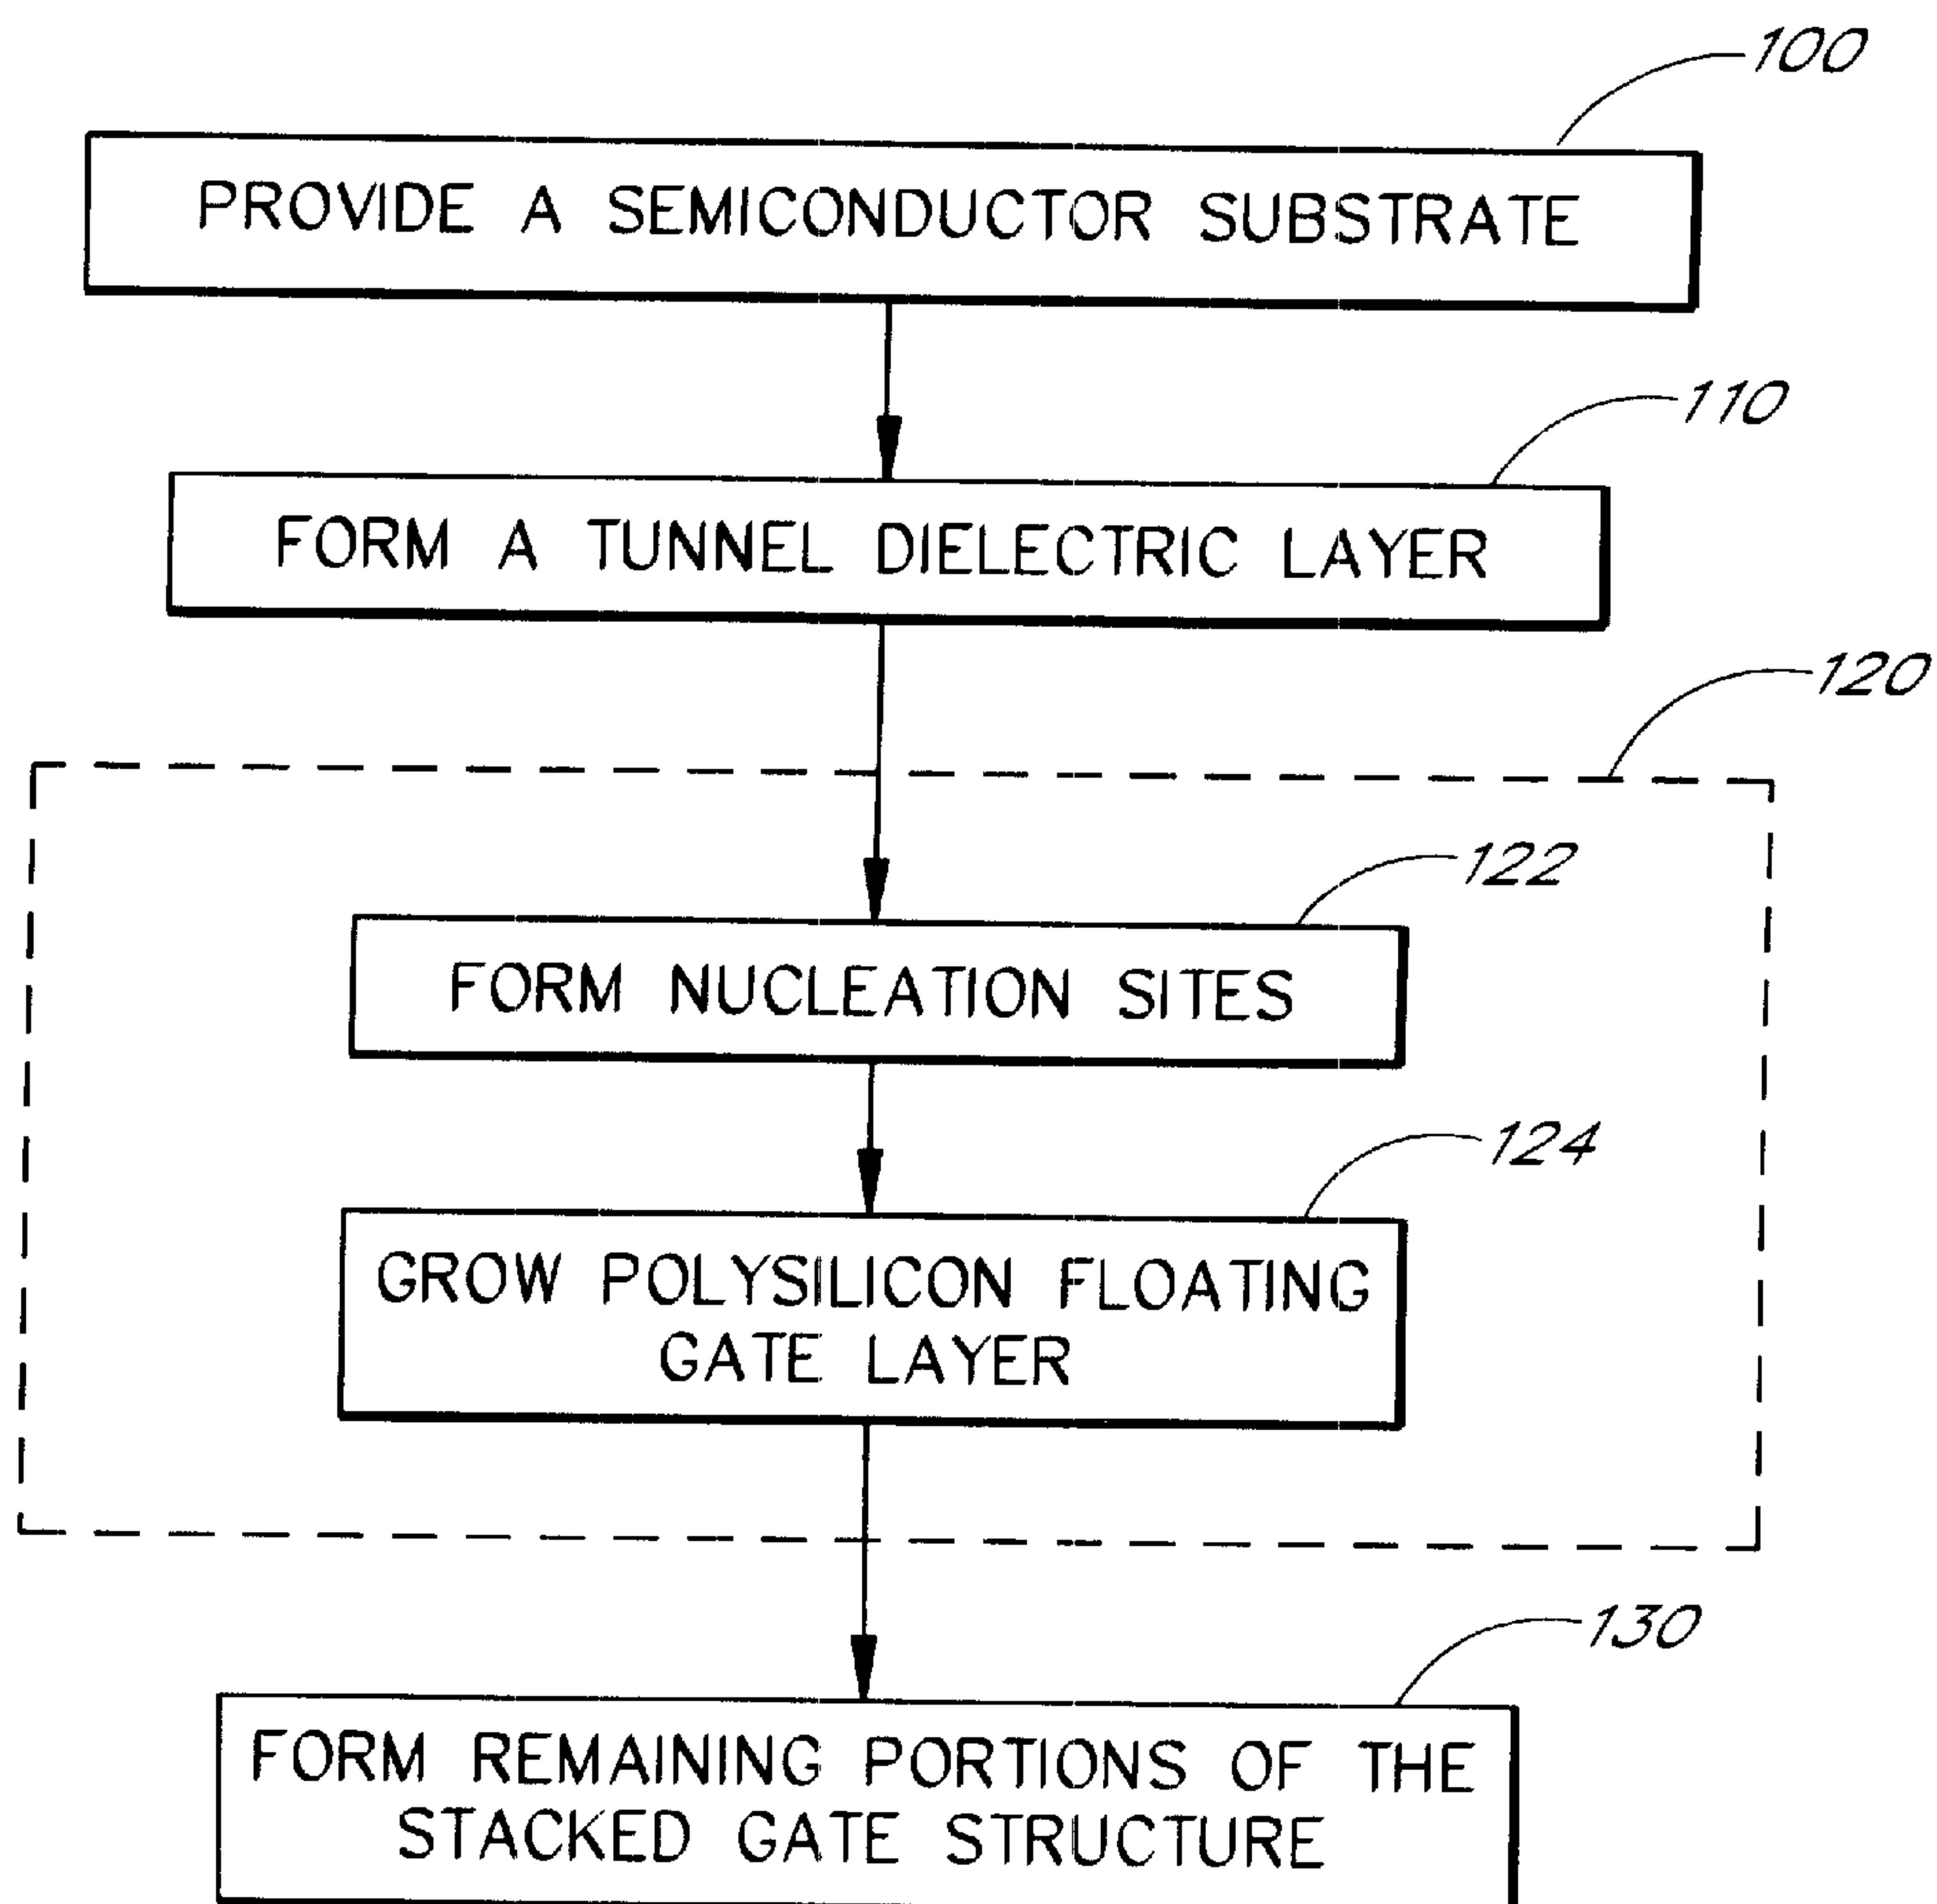 100
PROVIDE A SEMICONDUCTOR SUBSTRATE
110
FORM A TUNNEL DIELECTRIC LAYER
120
122
FORM NUCLEATION SITES
124
GROW POLYSILICON FLOATING
GATE LAYER
130
FORM REMAINING PORTIONS OF THE
STACKED GATE STRUCTURE